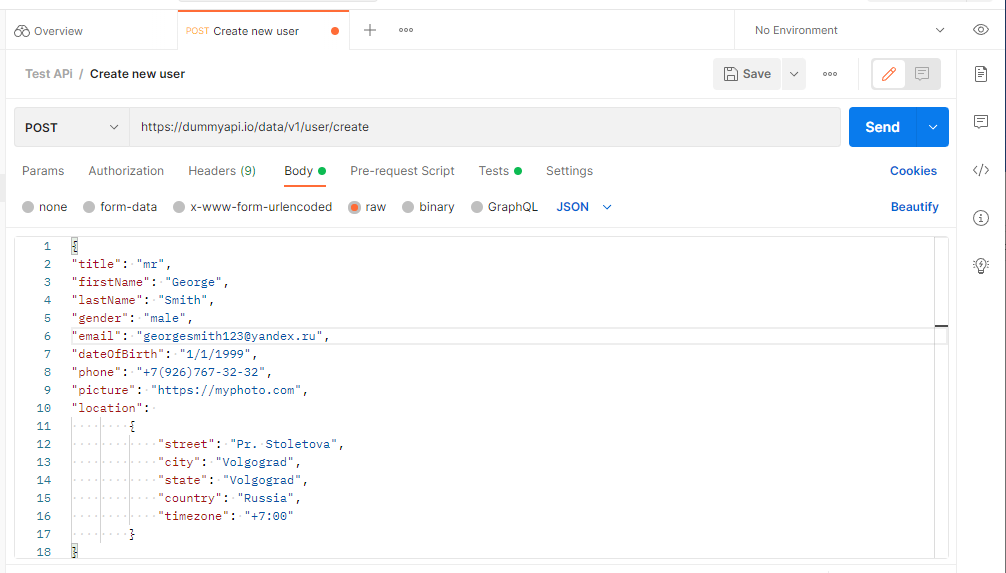 Overview
POST Create new user
No Environment
Test APi / Create new user
Save
POST
https://dummyapi.io/data/v1/user/create
Send
Params Authorization Headers (9) Body Pre-request Script Tests Settings Cookies
none form-data x-www-form-urlencoded raw binary GraphQL JSON Beautify
1 {
2 "title": "mr",
3 "firstName": "George",
4 "lastName": "Smith",
5 "gender": "male",
6 "email": "georgesmith123@yandex.ru",
7 "dateOfBirth": "1/1/1999",
8 "phone": "+7(926)767-32-32",
9 "picture": "https://myphoto.com",
10 "location":
11 {
12 "street": "Pr. Stoletova",
13 "city": "Volgograd",
14 "state": "Volgograd",
15 "country": "Russia",
16 "timezone": "+7:00"
17 }
18 }